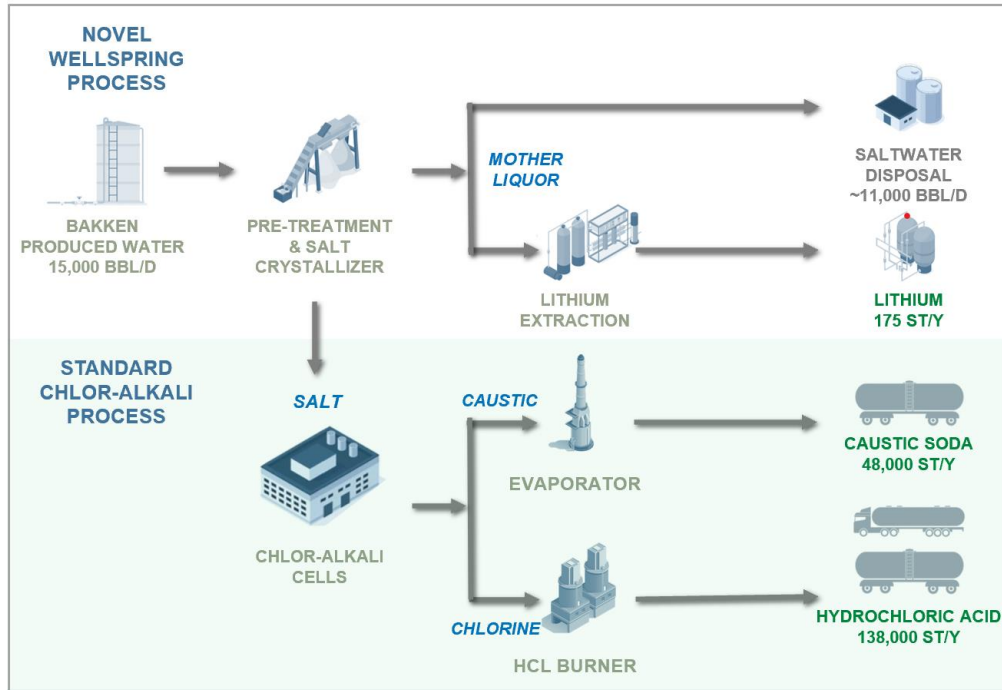 NOVEL
WELLSPRING
PROCESS
BAKKEN
PRODUCED WATER
15,000 BBL/D
PRE-TREATMENT
& SALT
CRYSTALLIZER
MOTHER
LIQUOR
SALTWATER
DISPOSAL
~11,000 BBL/D
LITHIUM
EXTRACTION
LITHIUM
175 ST/Y
STANDARD
CHLOR-ALKALI
PROCESS
SALT
CHLOR-ALKALI
CELLS
CAUSTIC
EVAPORATOR
CAUSTIC SODA
48,000 ST/Y
CHLORINE
HCL BURNER
HYDROCHLORIC ACID
138,000 ST/Y